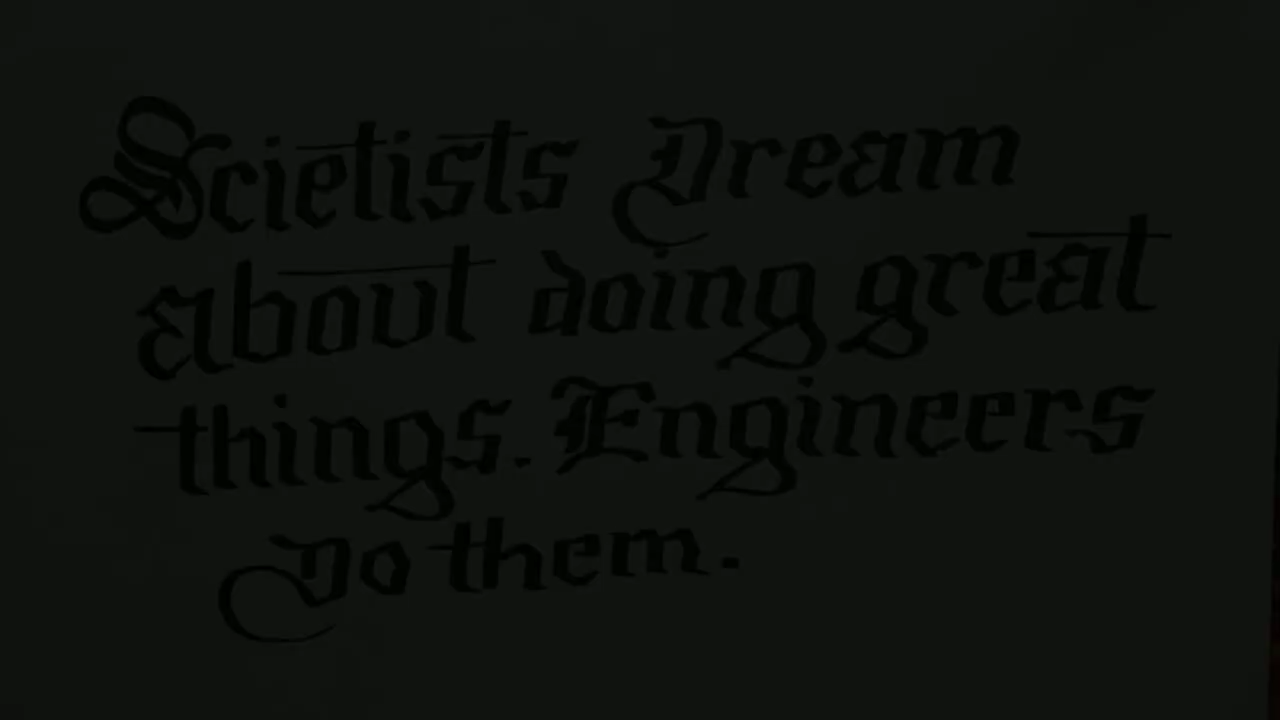 Scietists Dream
about doing great
things. Engineers
Do them.